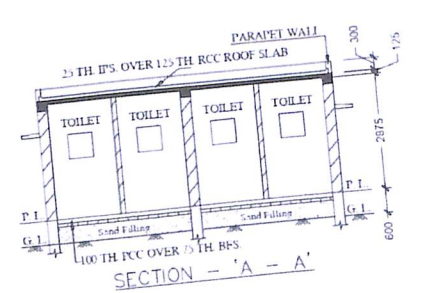 PARAPET WALL
25 TH. IPS. OVER 125 TH. RCC ROOF SLAB
300
125
TOILET TOILET TOILET TOILET
2875
P. L. P. L.
G. L. G. L.
Sand Filling Sand Filling
600
100 TH. PCC OVER 75 TH. BFS.
SECTION - 'A - A'